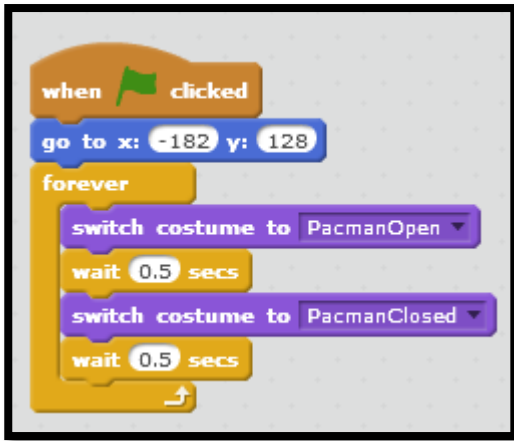 when clicked
go to x: -182 y: 128
forever
switch costume to PacmanOpen
wait 0.5 secs
switch costume to PacmanClosed
wait 0.5 secs